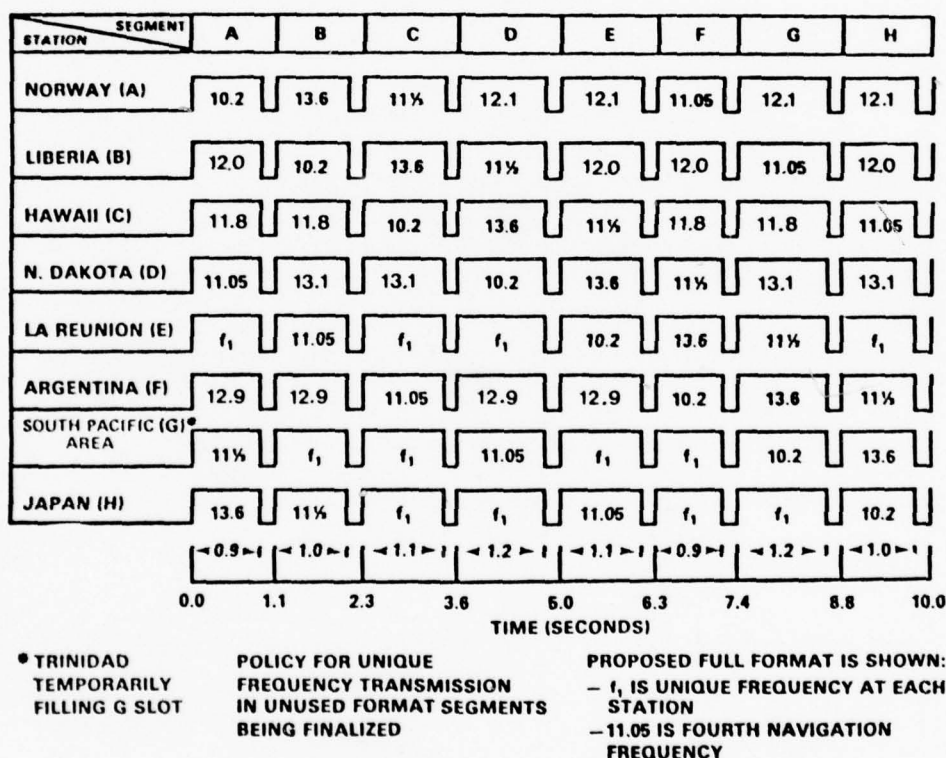 SEGMENT
STATION A B C D E F G H
NORWAY (A) 10.2 13.6 11⅓ 12.1 12.1 11.05 12.1 12.1
LIBERIA (B) 12.0 10.2 13.6 11⅓ 12.0 12.0 11.05 12.0
HAWAII (C) 11.8 11.8 10.2 13.6 11⅓ 11.8 11.8 11.05
N. DAKOTA (D) 11.05 13.1 13.1 10.2 13.6 11⅓ 13.1 13.1
LA REUNION (E) f₁ 11.05 f₁ f₁ 10.2 13.6 11⅓ f₁
ARGENTINA (F) 12.9 12.9 11.05 12.9 12.9 10.2 13.6 11⅓
SOUTH PACIFIC (G)*
AREA 11⅓ f₁ f₁ 11.05 f₁ f₁ 10.2 13.6
JAPAN (H) 13.6 11⅓ f₁ f₁ 11.05 f₁ f₁ 10.2
0.9 1.0 1.1 1.2 1.1 0.9 1.2 1.0
0.0 1.1 2.3 3.6 5.0 6.3 7.4 8.8 10.0
TIME (SECONDS)
* TRINIDAD
TEMPORARILY
FILLING G SLOT
POLICY FOR UNIQUE
FREQUENCY TRANSMISSION
IN UNUSED FORMAT SEGMENTS
BEING FINALIZED
PROPOSED FULL FORMAT IS SHOWN:
– f₁ IS UNIQUE FREQUENCY AT EACH
STATION
– 11.05 IS FOURTH NAVIGATION
FREQUENCY